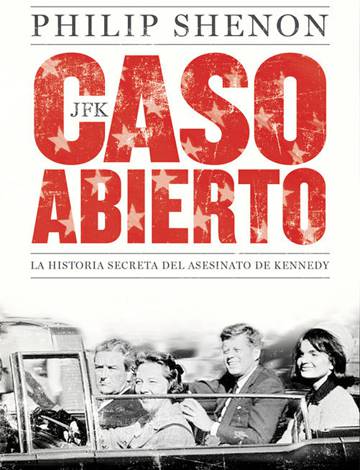 PHILIP SHENON
JFK
CASO
ABIERTO
LA HISTORIA SECRETA DEL ASESINATO DE KENNEDY